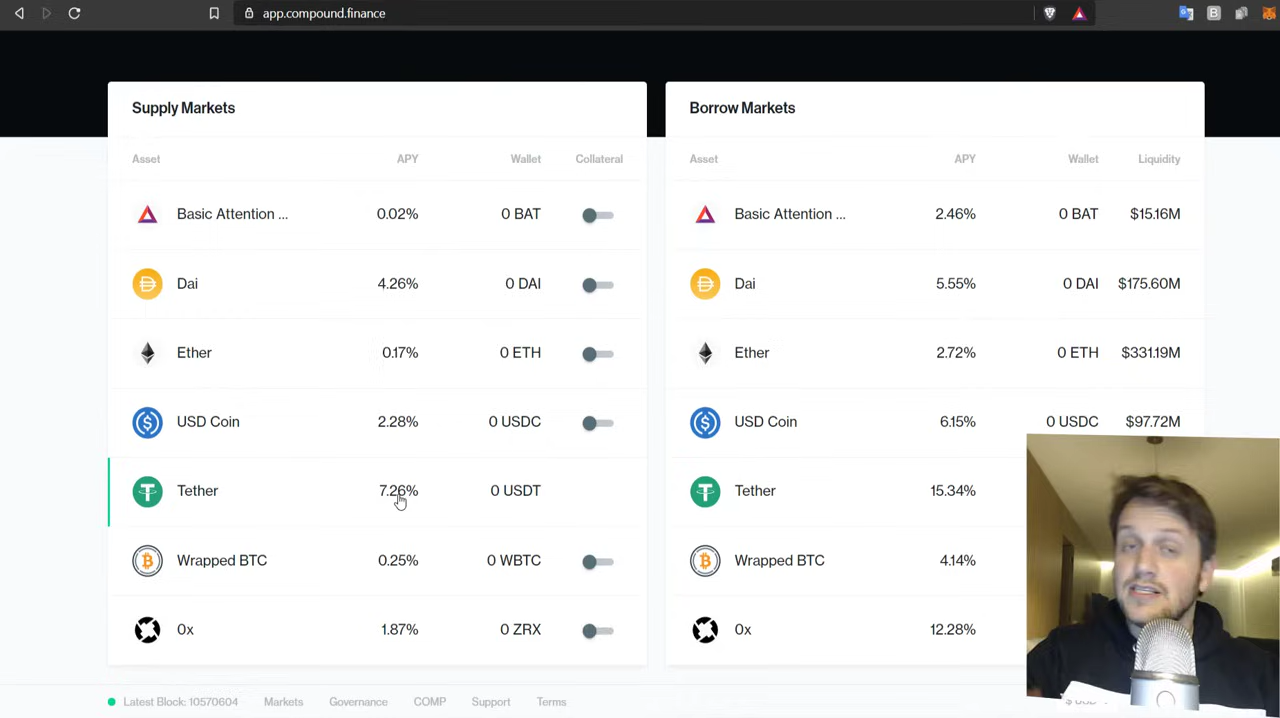 app.compound.finance
Supply Markets
Asset APY Wallet Collateral
Basic Attention ... 0.02% 0 BAT
Dai 4.26% 0 DAI
Ether 0.17% 0 ETH
USD Coin 2.28% 0 USDC
Tether 7.26% 0 USDT
Wrapped BTC 0.25% 0 WBTC
0x 1.87% 0 ZRX
Borrow Markets
Asset APY Wallet Liquidity
Basic Attention ... 2.46% 0 BAT $15.16M
Dai 5.55% 0 DAI $175.60M
Ether 2.72% 0 ETH $331.19M
USD Coin 6.15% 0 USDC $97.72M
Tether 15.34%
Wrapped BTC 4.14%
0x 12.28%
Latest Block: 10570604 Markets Governance COMP Support Terms